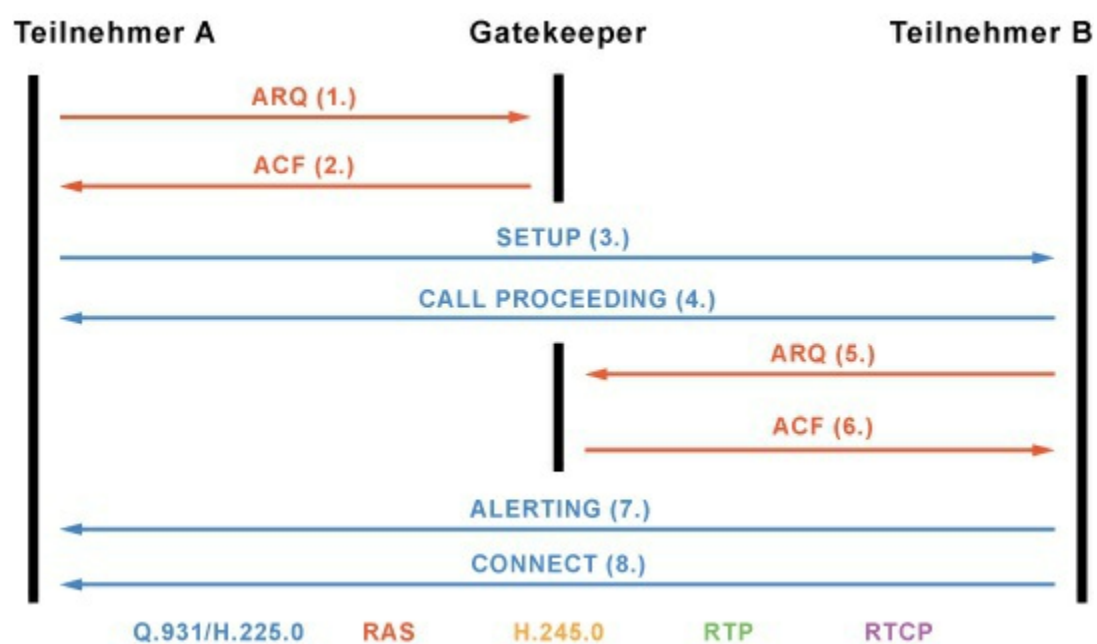 Teilnehmer A Gatekeeper Teilnehmer B
ARQ (1.)
ACF (2.)
SETUP (3.)
CALL PROCEEDING (4.)
ARQ (5.)
ACF (6.)
ALERTING (7.)
CONNECT (8.)
Q.931/H.225.0 RAS H.245.0 RTP RTCP